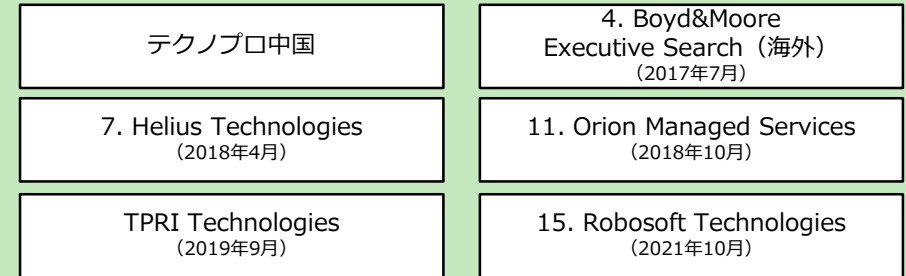 テクノプロ中国
4. Boyd&Moore
Executive Search（海外）
（2017年7月）
7. Helius Technologies
（2018年4月）
11. Orion Managed Services
（2018年10月）
TPRI Technologies
（2019年9月）
15. Robosoft Technologies
（2021年10月）